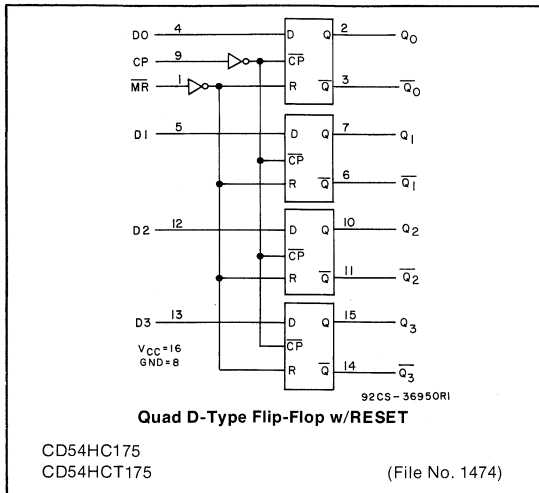 D0 4 D Q 2 Q0
CP 9 CP
MR 1 R Q 3 Q0
D1 5 D Q 7 Q1
CP
R Q 6 Q1
D2 12 D Q 10 Q2
CP
R Q 11 Q2
D3 13 D Q 15 Q3
VCC=16 CP
GND=8 R Q 14 Q3
92CS-36950R1
Quad D-Type Flip-Flop w/RESET
CD54HC175
CD54HCT175 (File No. 1474)